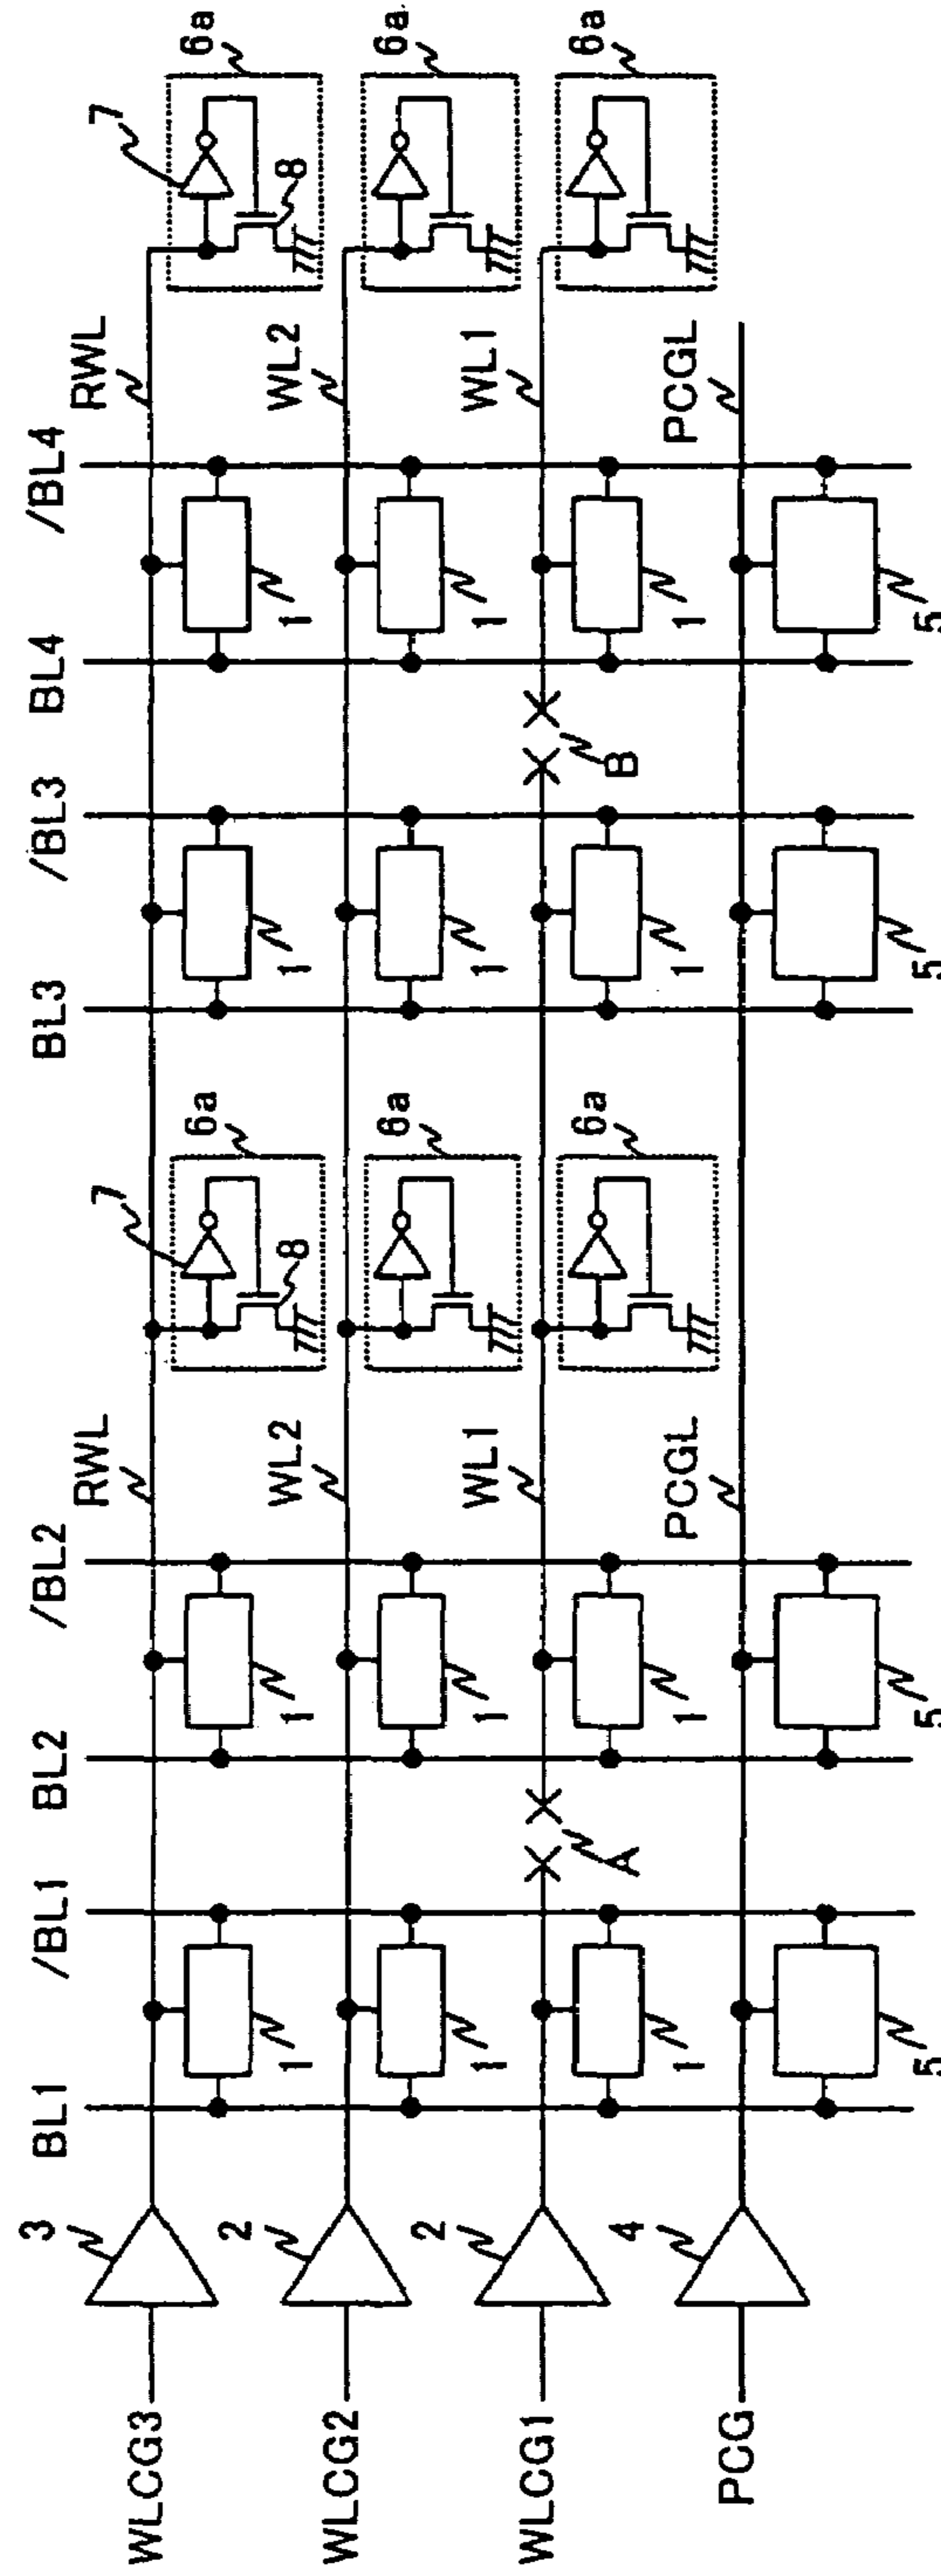 BL1 /BL1 BL2 /BL2 BL3 /BL3 BL4 /BL4
3 RWL 7 6a RWL 7 6a
WLCG3
1 1 8 1 1 8
2 WL2 6a WL2 6a
WLCG2
1 1 1 1
2 WL1 6a WL1 6a
WLCG1
1 A 1 1 B 1
4 PCGL PCGL
PCG
5 5 5 5